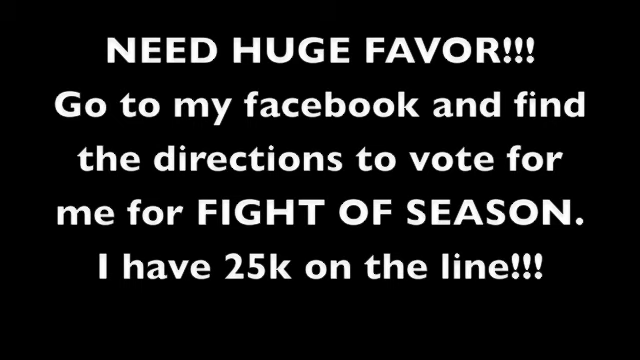 NEED HUGE FAVOR!!!
Go to my facebook and find
the directions to vote for
me for FIGHT OF SEASON.
I have 25k on the line!!!